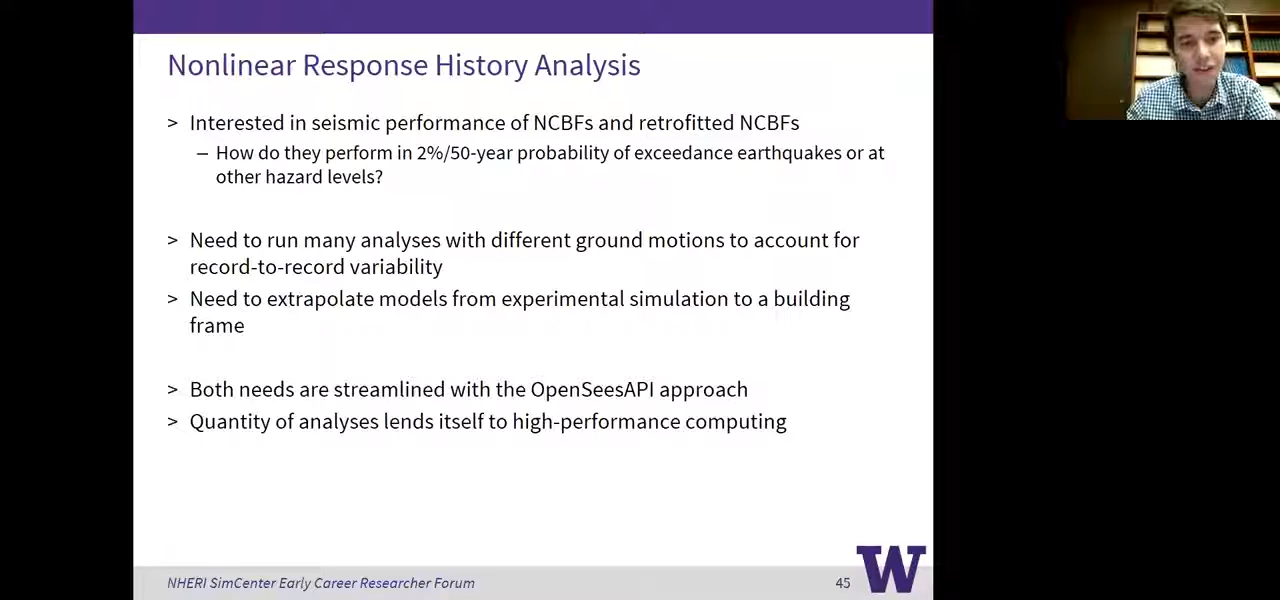 Nonlinear Response History Analysis
> Interested in seismic performance of NCBFs and retrofitted NCBFs
– How do they perform in 2%/50-year probability of exceedance earthquakes or at
other hazard levels?
> Need to run many analyses with different ground motions to account for
record-to-record variability
> Need to extrapolate models from experimental simulation to a building
frame
> Both needs are streamlined with the OpenSeesAPI approach
> Quantity of analyses lends itself to high-performance computing
NHERI SimCenter Early Career Researcher Forum
45
W